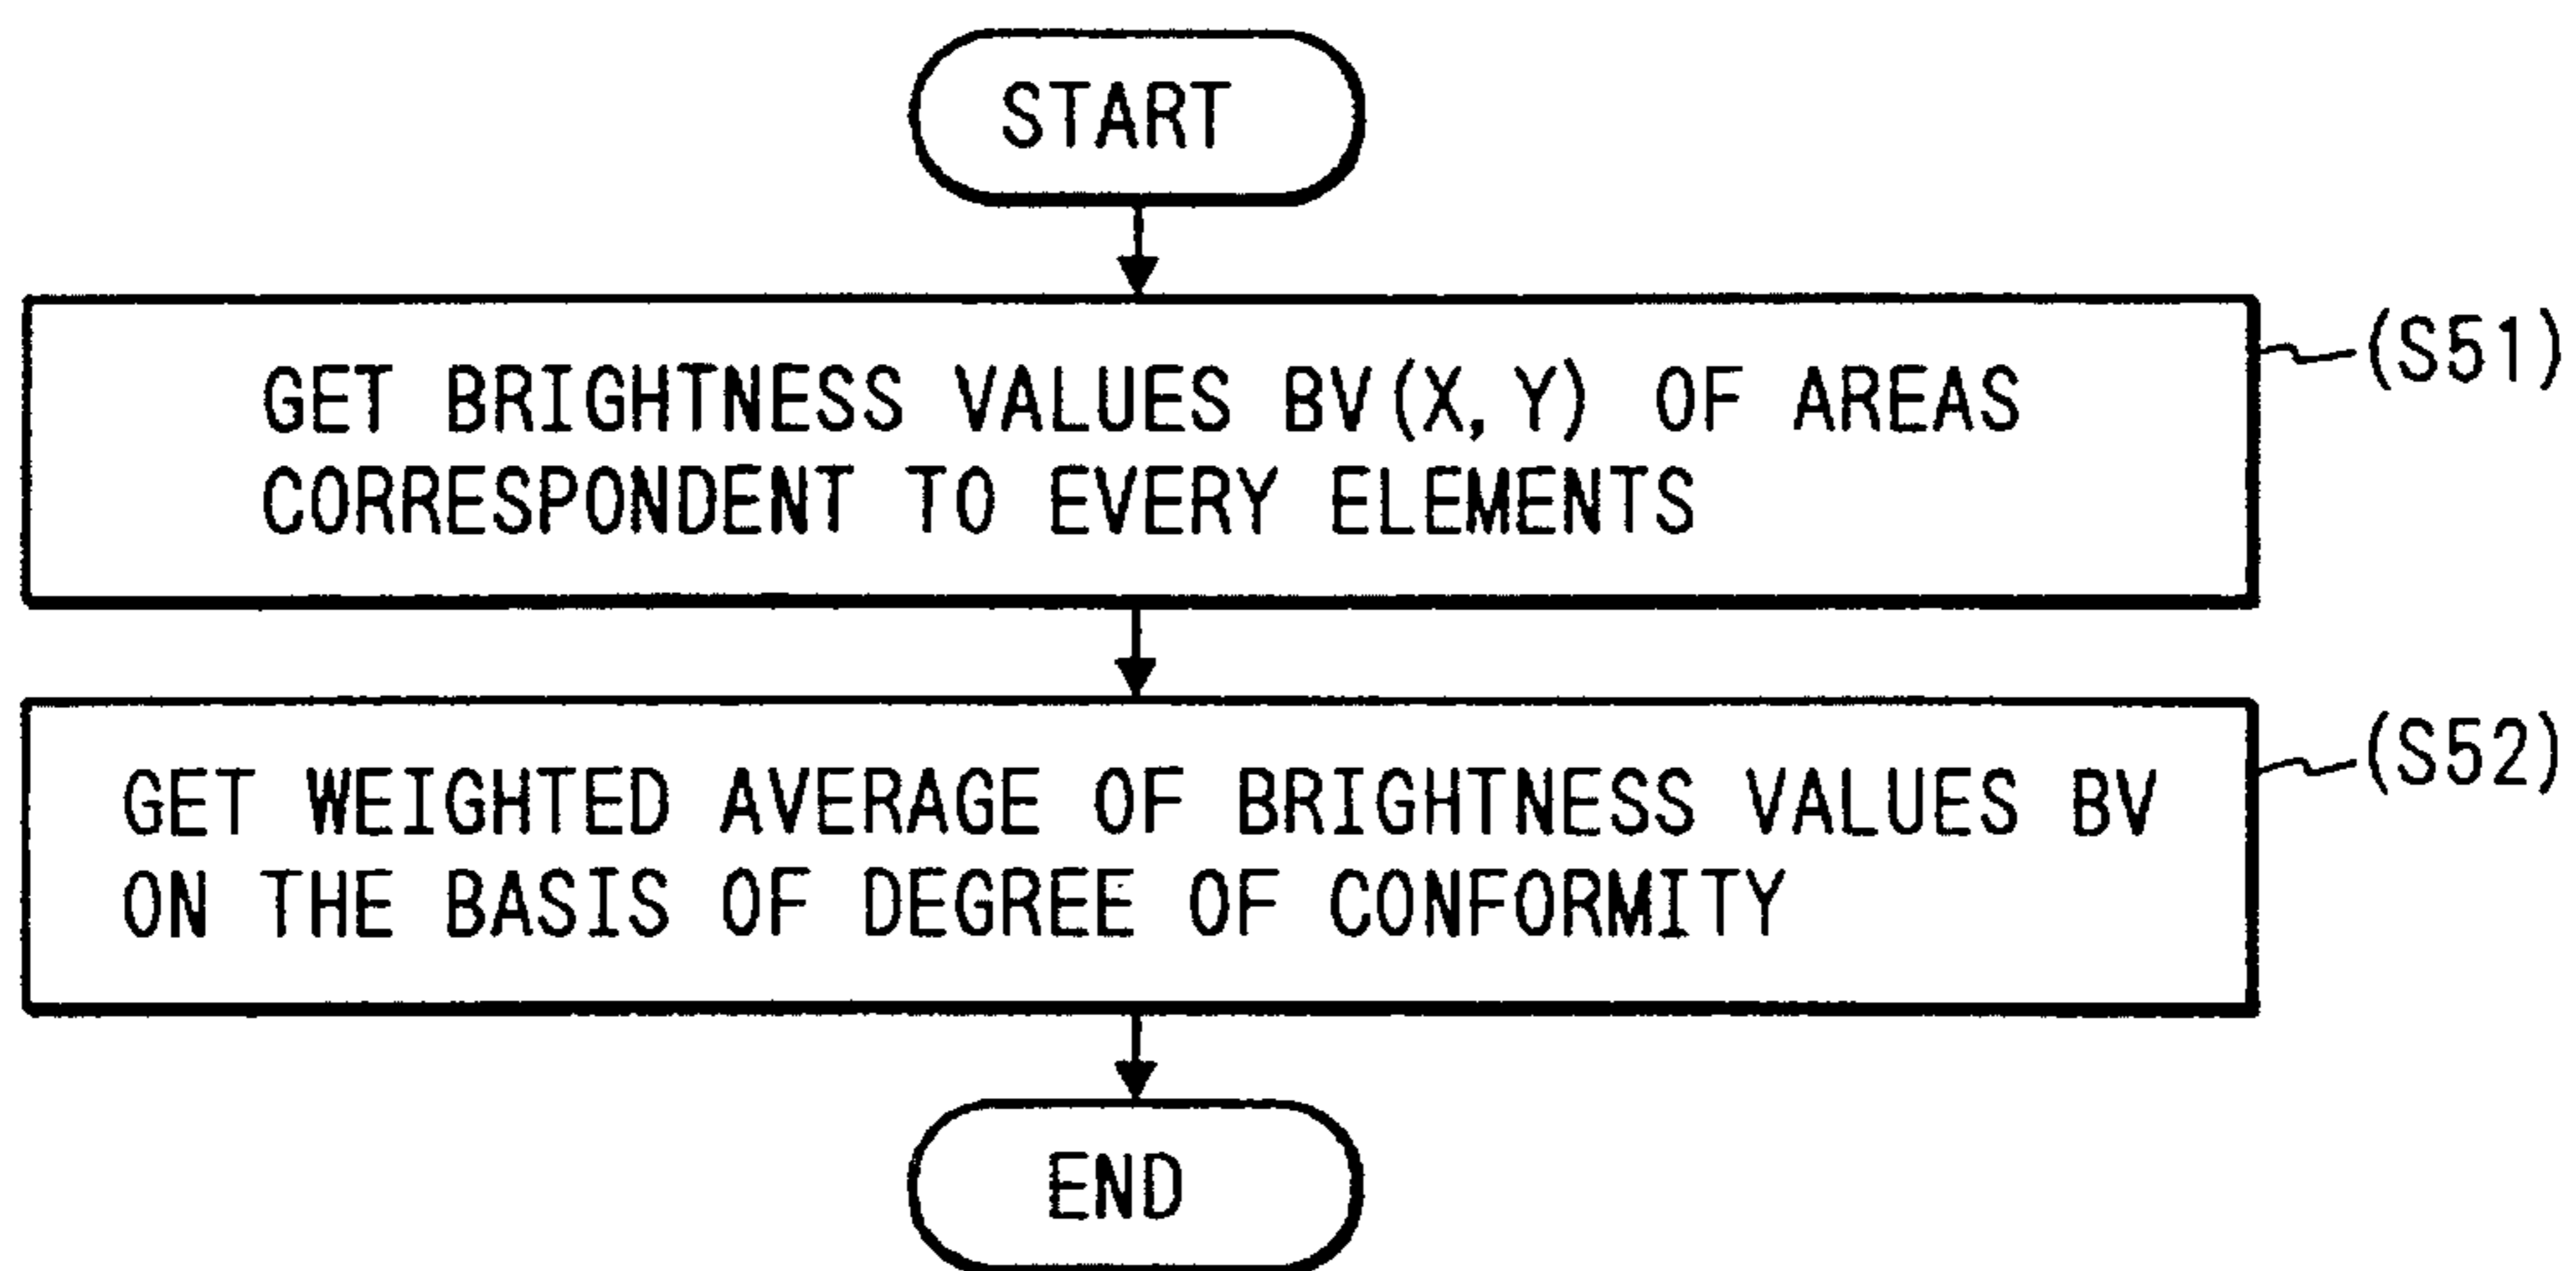 START
GET BRIGHTNESS VALUES BV(X,Y) OF AREAS
CORRESPONDENT TO EVERY ELEMENTS
(S51)
GET WEIGHTED AVERAGE OF BRIGHTNESS VALUES BV
ON THE BASIS OF DEGREE OF CONFORMITY
(S52)
END